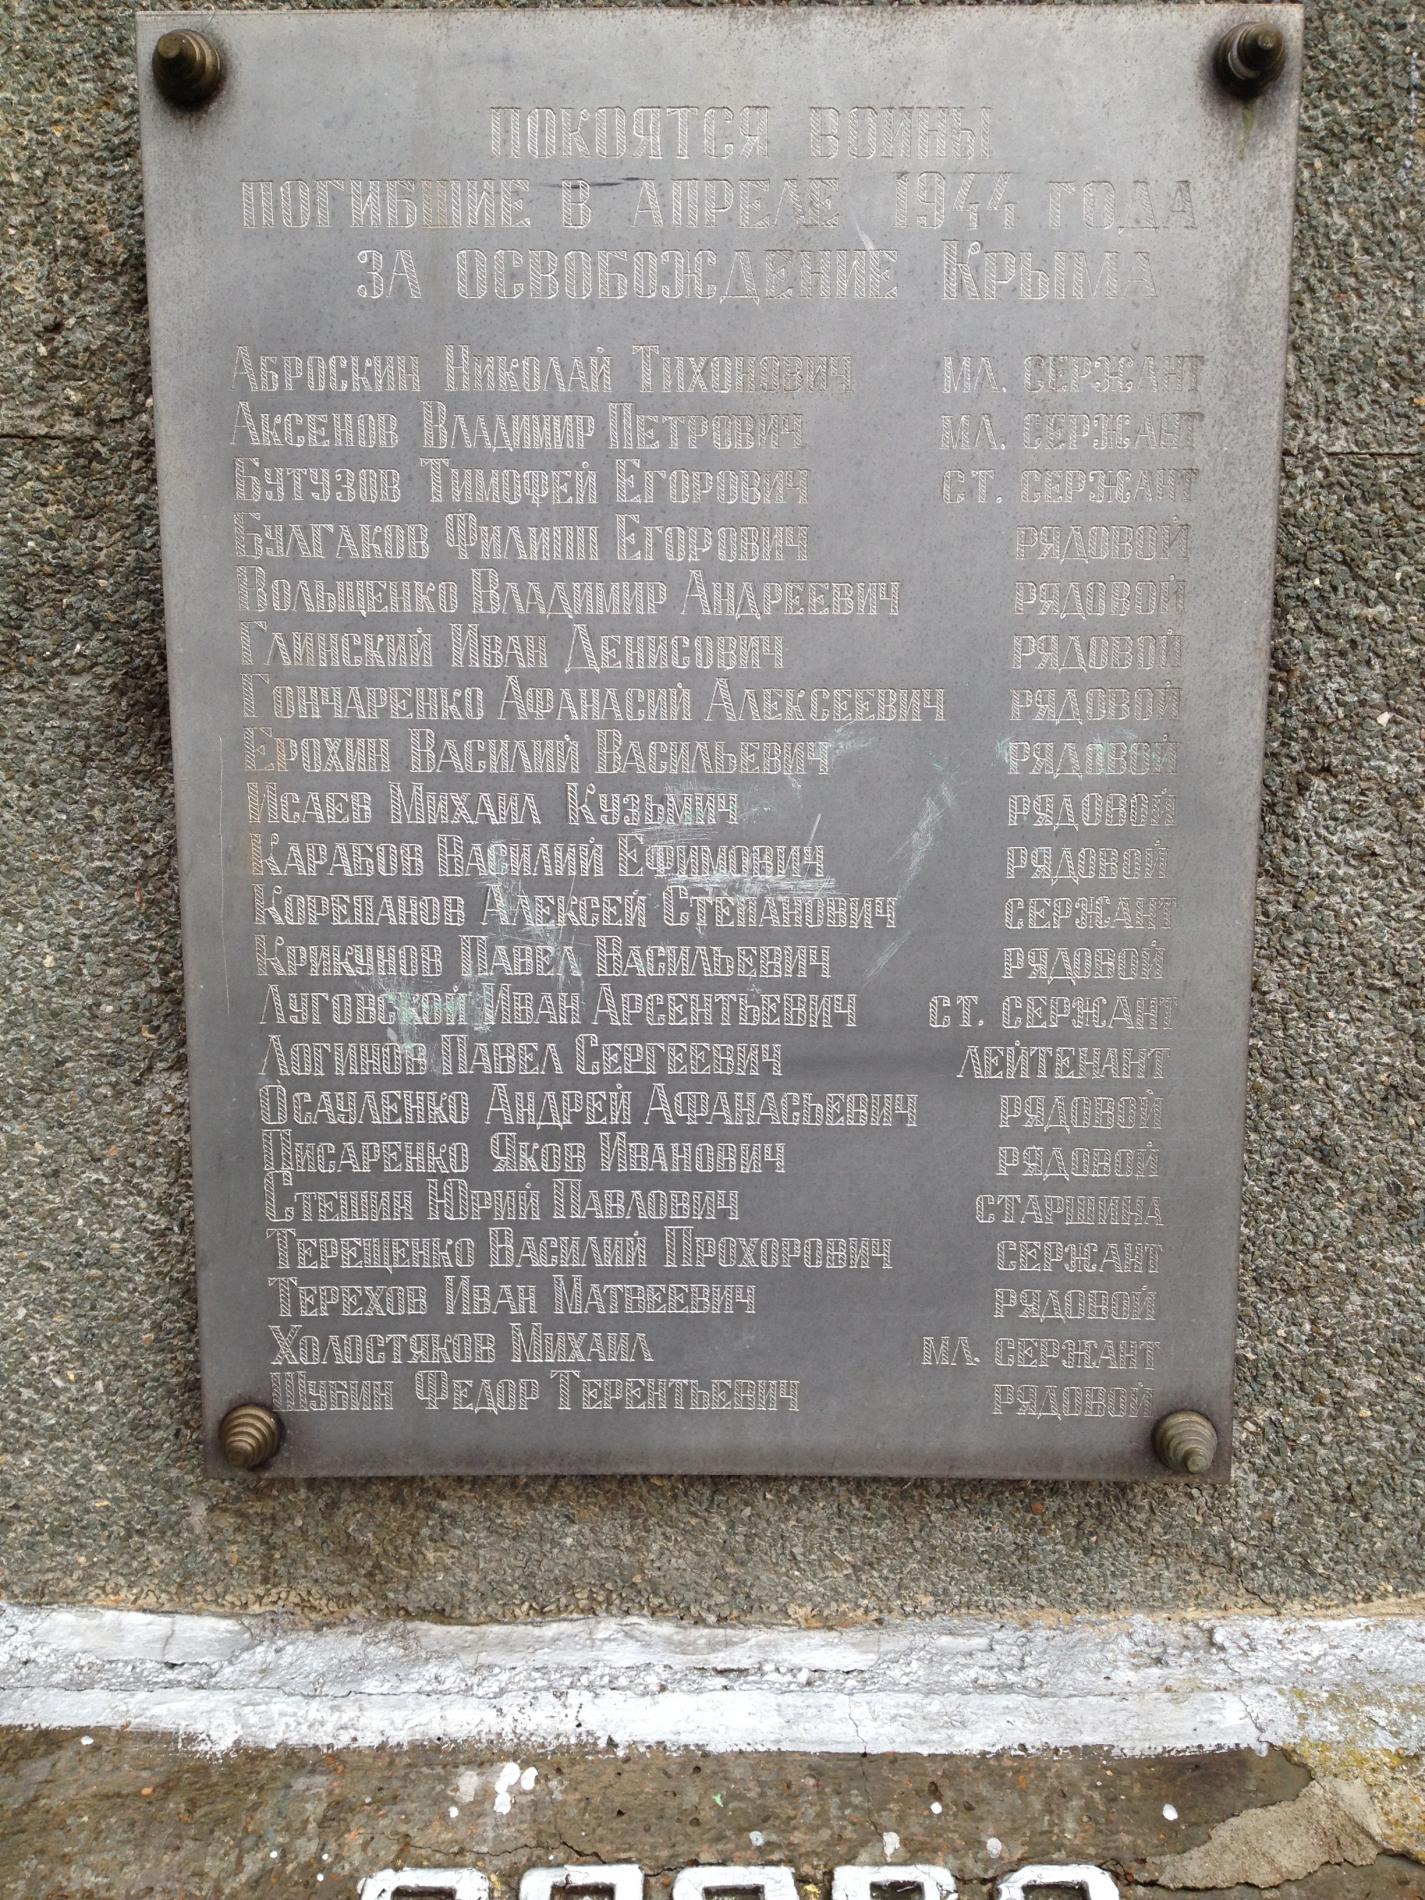 ПОКОЯТСЯ ВОИНЫ
ПОГИБШИЕ В АПРЕЛЕ 1944 ГОДА
ЗА ОСВОБОЖДЕНИЕ КРЫМА
АБРОСКИН НИКОЛАЙ ТИХОНОВИЧ МЛ. СЕРЖАНТ
АКСЕНОВ ВЛАДИМИР ПЕТРОВИЧ МЛ. СЕРЖАНТ
БУТУЗОВ ТИМОФЕЙ ЕГОРОВИЧ СТ. СЕРЖАНТ
БУЛГАКОВ ФИЛИПП ЕГОРОВИЧ РЯДОВОЙ
ВОЛЬЩЕНКО ВЛАДИМИР АНДРЕЕВИЧ РЯДОВОЙ
ГЛИНСКИЙ ИВАН ДЕНИСОВИЧ РЯДОВОЙ
ГОНЧАРЕНКО АФАНАСИЙ АЛЕКСЕЕВИЧ РЯДОВОЙ
ЕРОХИН ВАСИЛИЙ ВАСИЛЬЕВИЧ РЯДОВОЙ
ИСАЕВ МИХАИЛ КУЗЬМИЧ РЯДОВОЙ
КАРАБОВ ВАСИЛИЙ ЕФИМОВИЧ РЯДОВОЙ
КОРЕПАНОВ АЛЕКСЕЙ СТЕПАНОВИЧ СЕРЖАНТ
КРИКУНОВ ПАВЕЛ ВАСИЛЬЕВИЧ РЯДОВОЙ
ЛУГОВСКОЙ ИВАН АРСЕНТЬЕВИЧ СТ. СЕРЖАНТ
ЛОГИНОВ ПАВЕЛ СЕРГЕЕВИЧ ЛЕЙТЕНАНТ
ОСАУЛЕНКО АНДРЕЙ АФАНАСЬЕВИЧ РЯДОВОЙ
ПИСАРЕНКО ЯКОВ ИВАНОВИЧ РЯДОВОЙ
СТЕШИН ЮРИЙ ПАВЛОВИЧ СТАРШИНА
ТЕРЕЩЕНКО ВАСИЛИЙ ПРОХОРОВИЧ СЕРЖАНТ
ТЕРЕХОВ ИВАН МАТВЕЕВИЧ РЯДОВОЙ
ХОЛОСТЯКОВ МИХАИЛ МЛ. СЕРЖАНТ
ШУБИН ФЕДОР ТЕРЕНТЬЕВИЧ РЯДОВОЙ